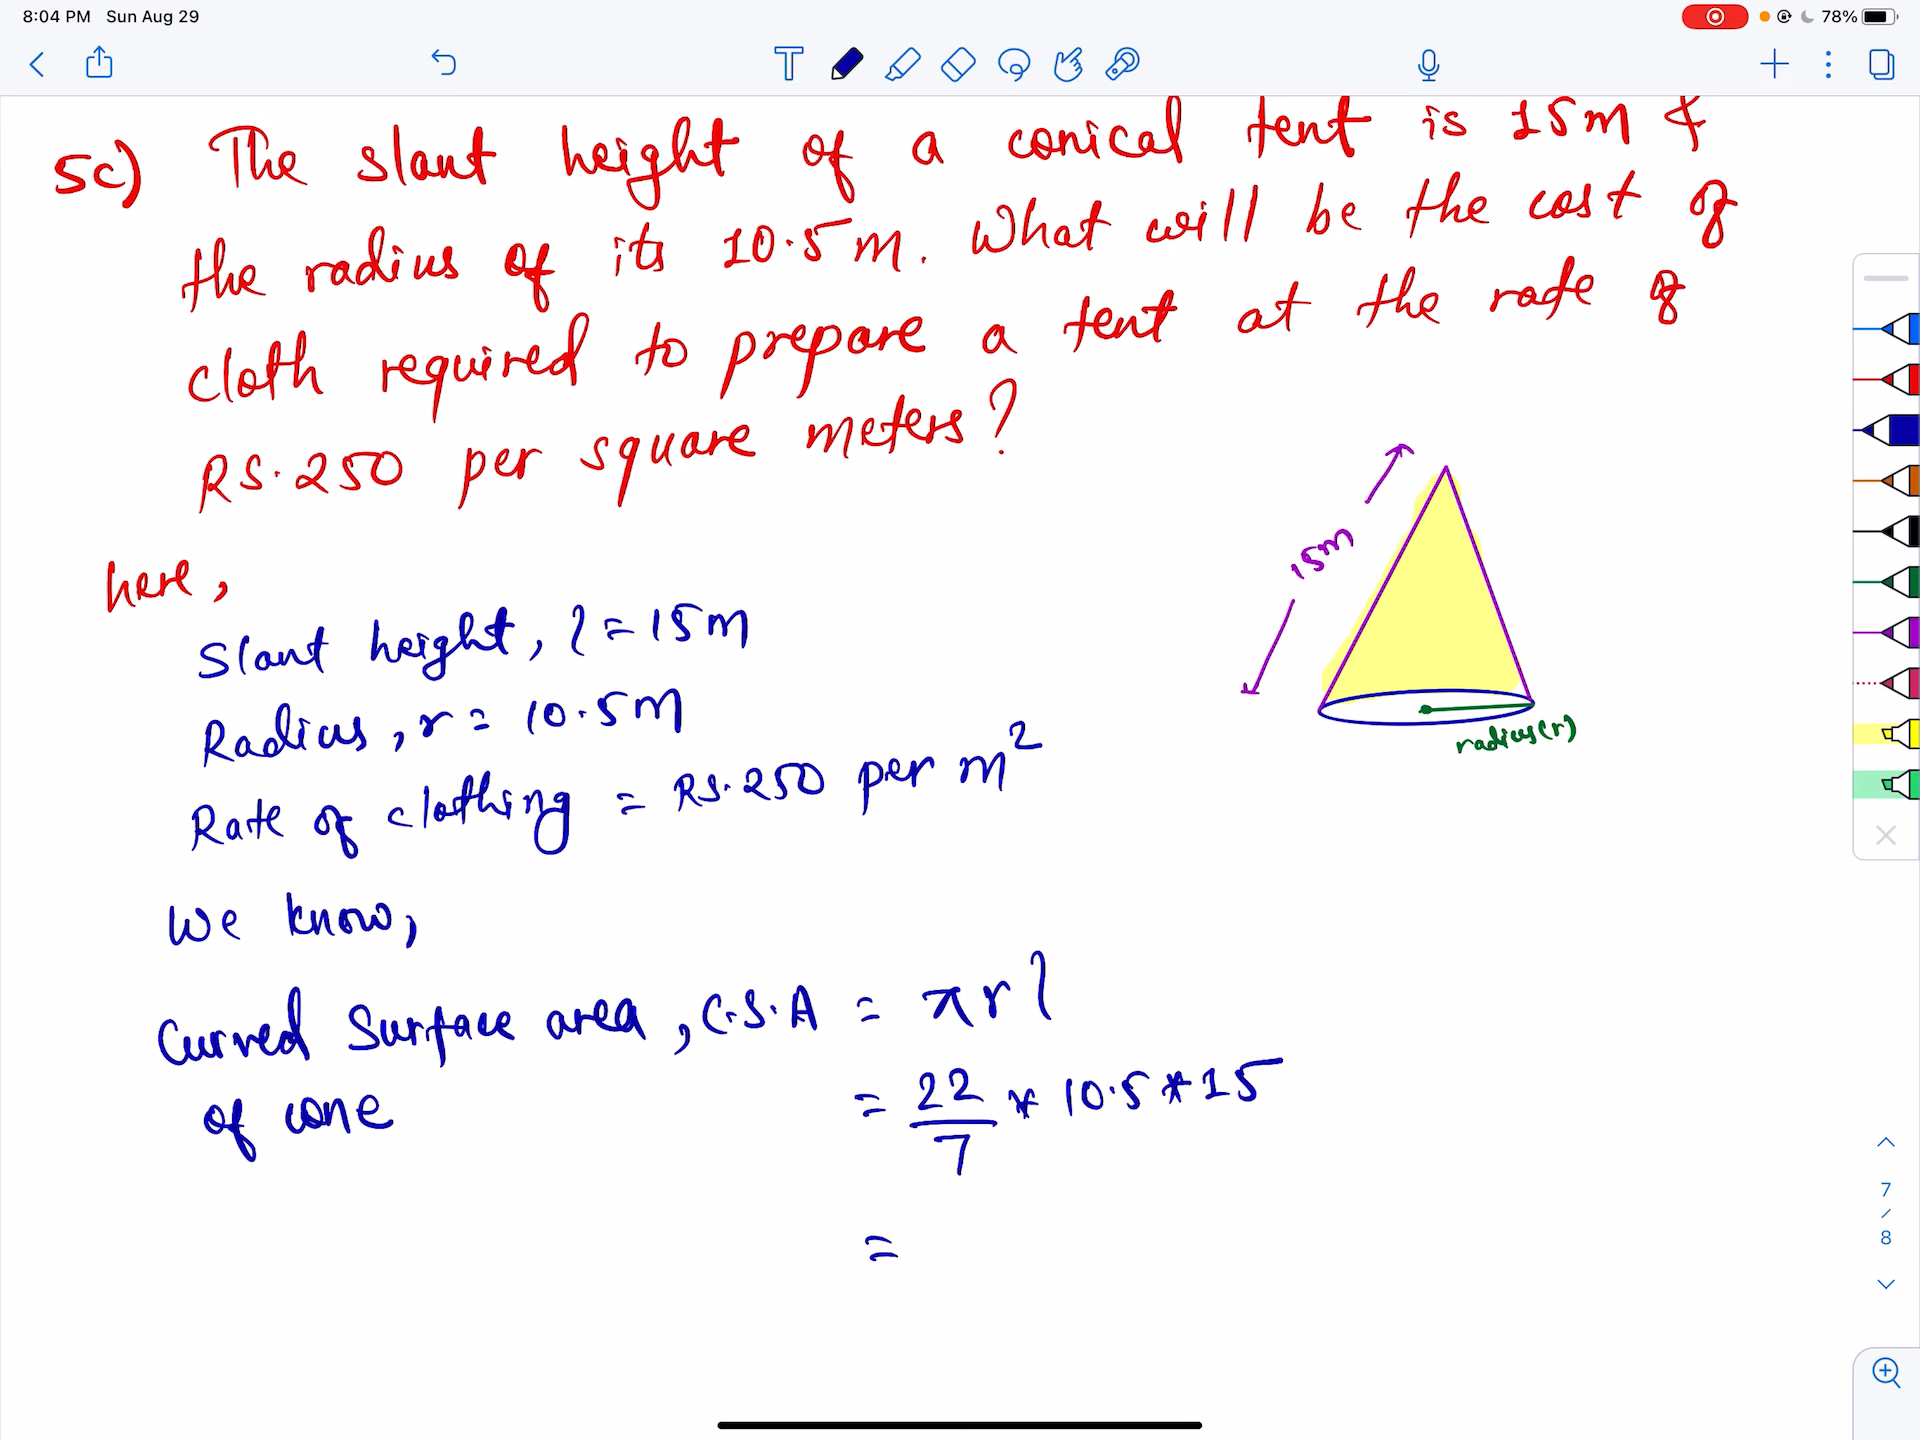 8:04 PM Sun Aug 29
78%
5c) The slant height of a conical tent is 15m &
the radius of its 10.5m. What will be the cost of
cloth required to prepare a tent at the rate of
RS.250 per square meters?
here,
Slant height, l = 15m
Radius, r = 10.5m
Rate of clothing = RS.250 per m²
We know,
Curved Surface area, C.S.A = πrl
of cone
= 22/7 * 10.5 * 15
=
15m
radius(r)
7
/
8